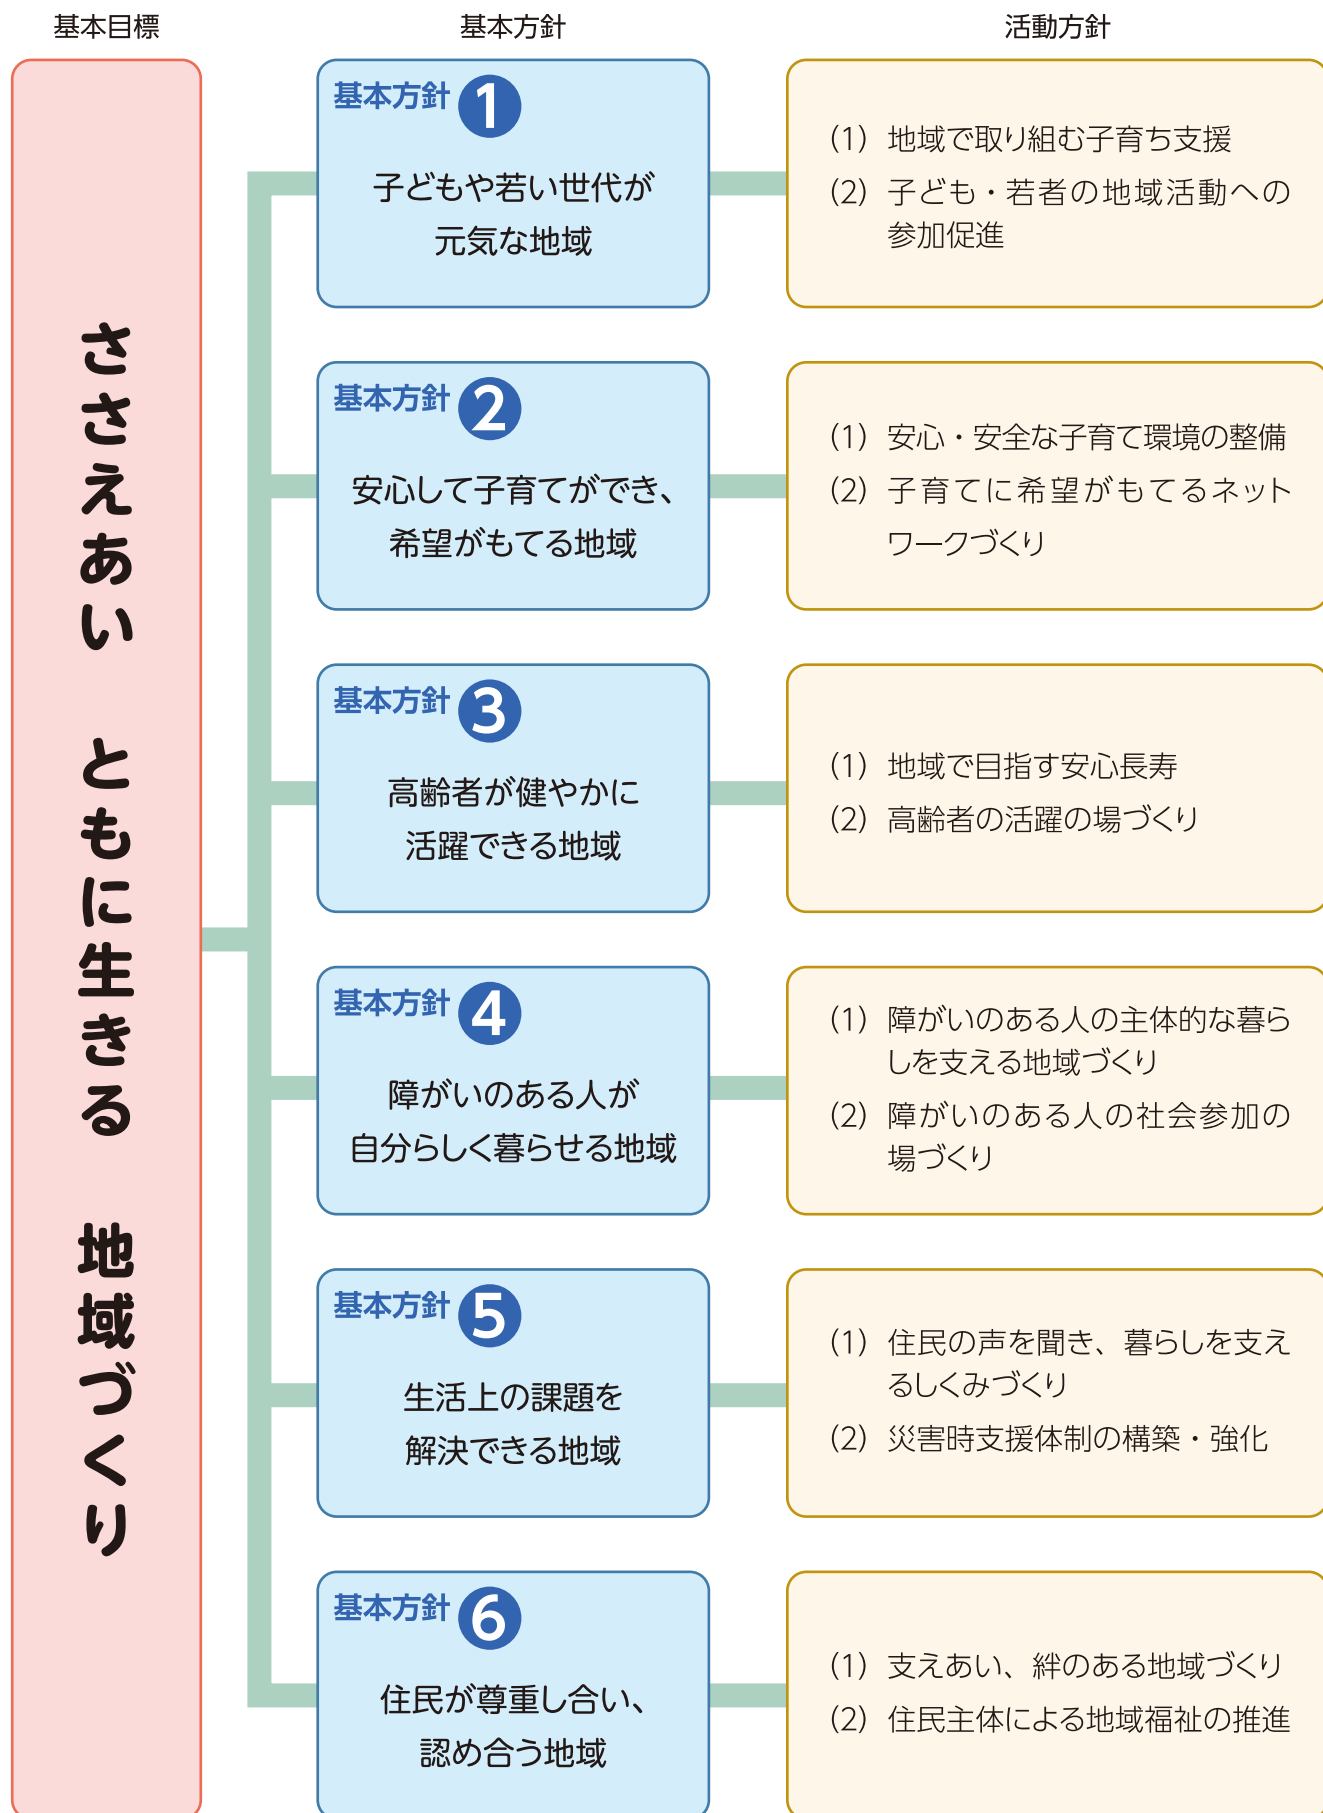 基本目標
基本方針
活動方針
ささえあい　ともに生きる　地域づくり
基本方針 1
子どもや若い世代が
元気な地域
(1) 地域で取り組む子育ち支援
(2) 子ども・若者の地域活動への
参加促進
基本方針 2
安心して子育てができ、
希望がもてる地域
(1) 安心・安全な子育て環境の整備
(2) 子育てに希望がもてるネット
ワークづくり
基本方針 3
高齢者が健やかに
活躍できる地域
(1) 地域で目指す安心長寿
(2) 高齢者の活躍の場づくり
基本方針 4
障がいのある人が
自分らしく暮らせる地域
(1) 障がいのある人の主体的な暮ら
しを支える地域づくり
(2) 障がいのある人の社会参加の
場づくり
基本方針 5
生活上の課題を
解決できる地域
(1) 住民の声を聞き、暮らしを支え
るしくみづくり
(2) 災害時支援体制の構築・強化
基本方針 6
住民が尊重し合い、
認め合う地域
(1) 支えあい、絆のある地域づくり
(2) 住民主体による地域福祉の推進